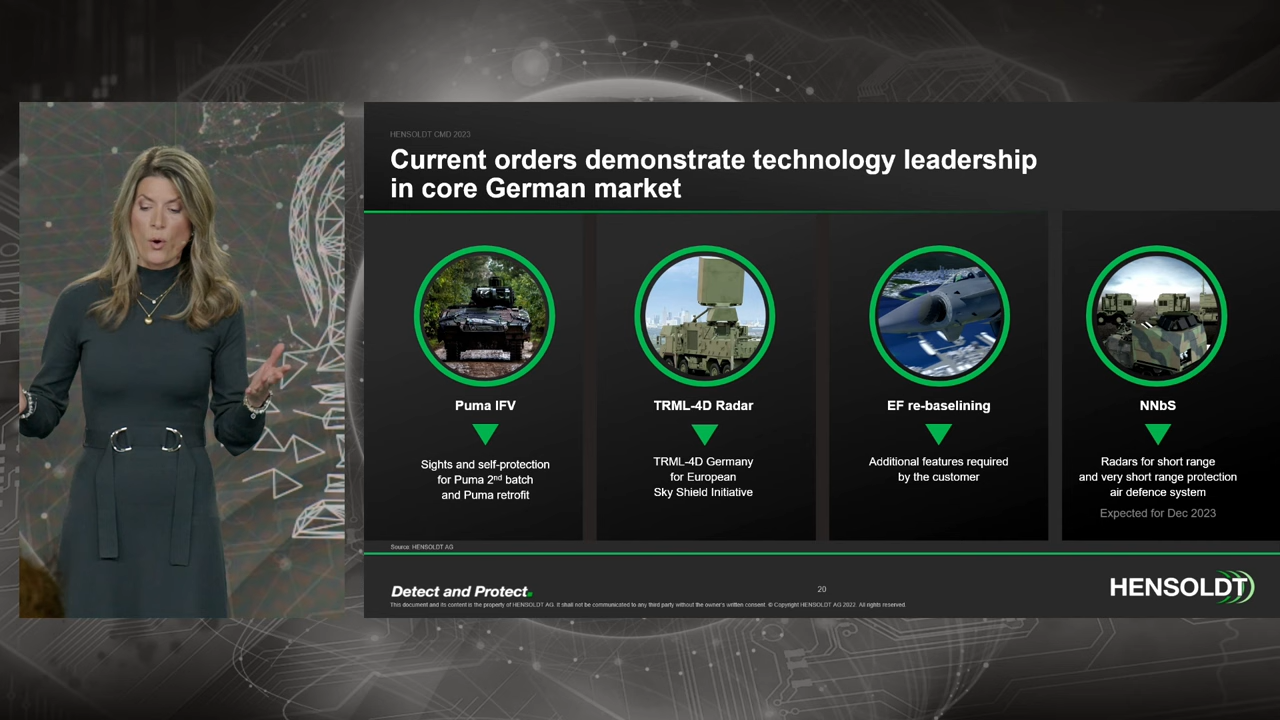 HENSOLDT CMD 2023
Current orders demonstrate technology leadership
in core German market
Puma IFV
Sights and self-protection
for Puma 2nd batch
and Puma retrofit
TRML-4D Radar
TRML-4D Germany
for European
Sky Shield Initiative
EF re-baselining
Additional features required
by the customer
NNbS
Radars for short range
and very short range protection
air defence system
Expected for Dec 2023
Source: HENSOLDT AG
Detect and Protect.
20
This document and its content is the property of HENSOLDT AG. It shall not be communicated to any third party without the owner's written consent. © Copyright HENSOLDT AG 2022. All rights reserved.
HENSOLDT